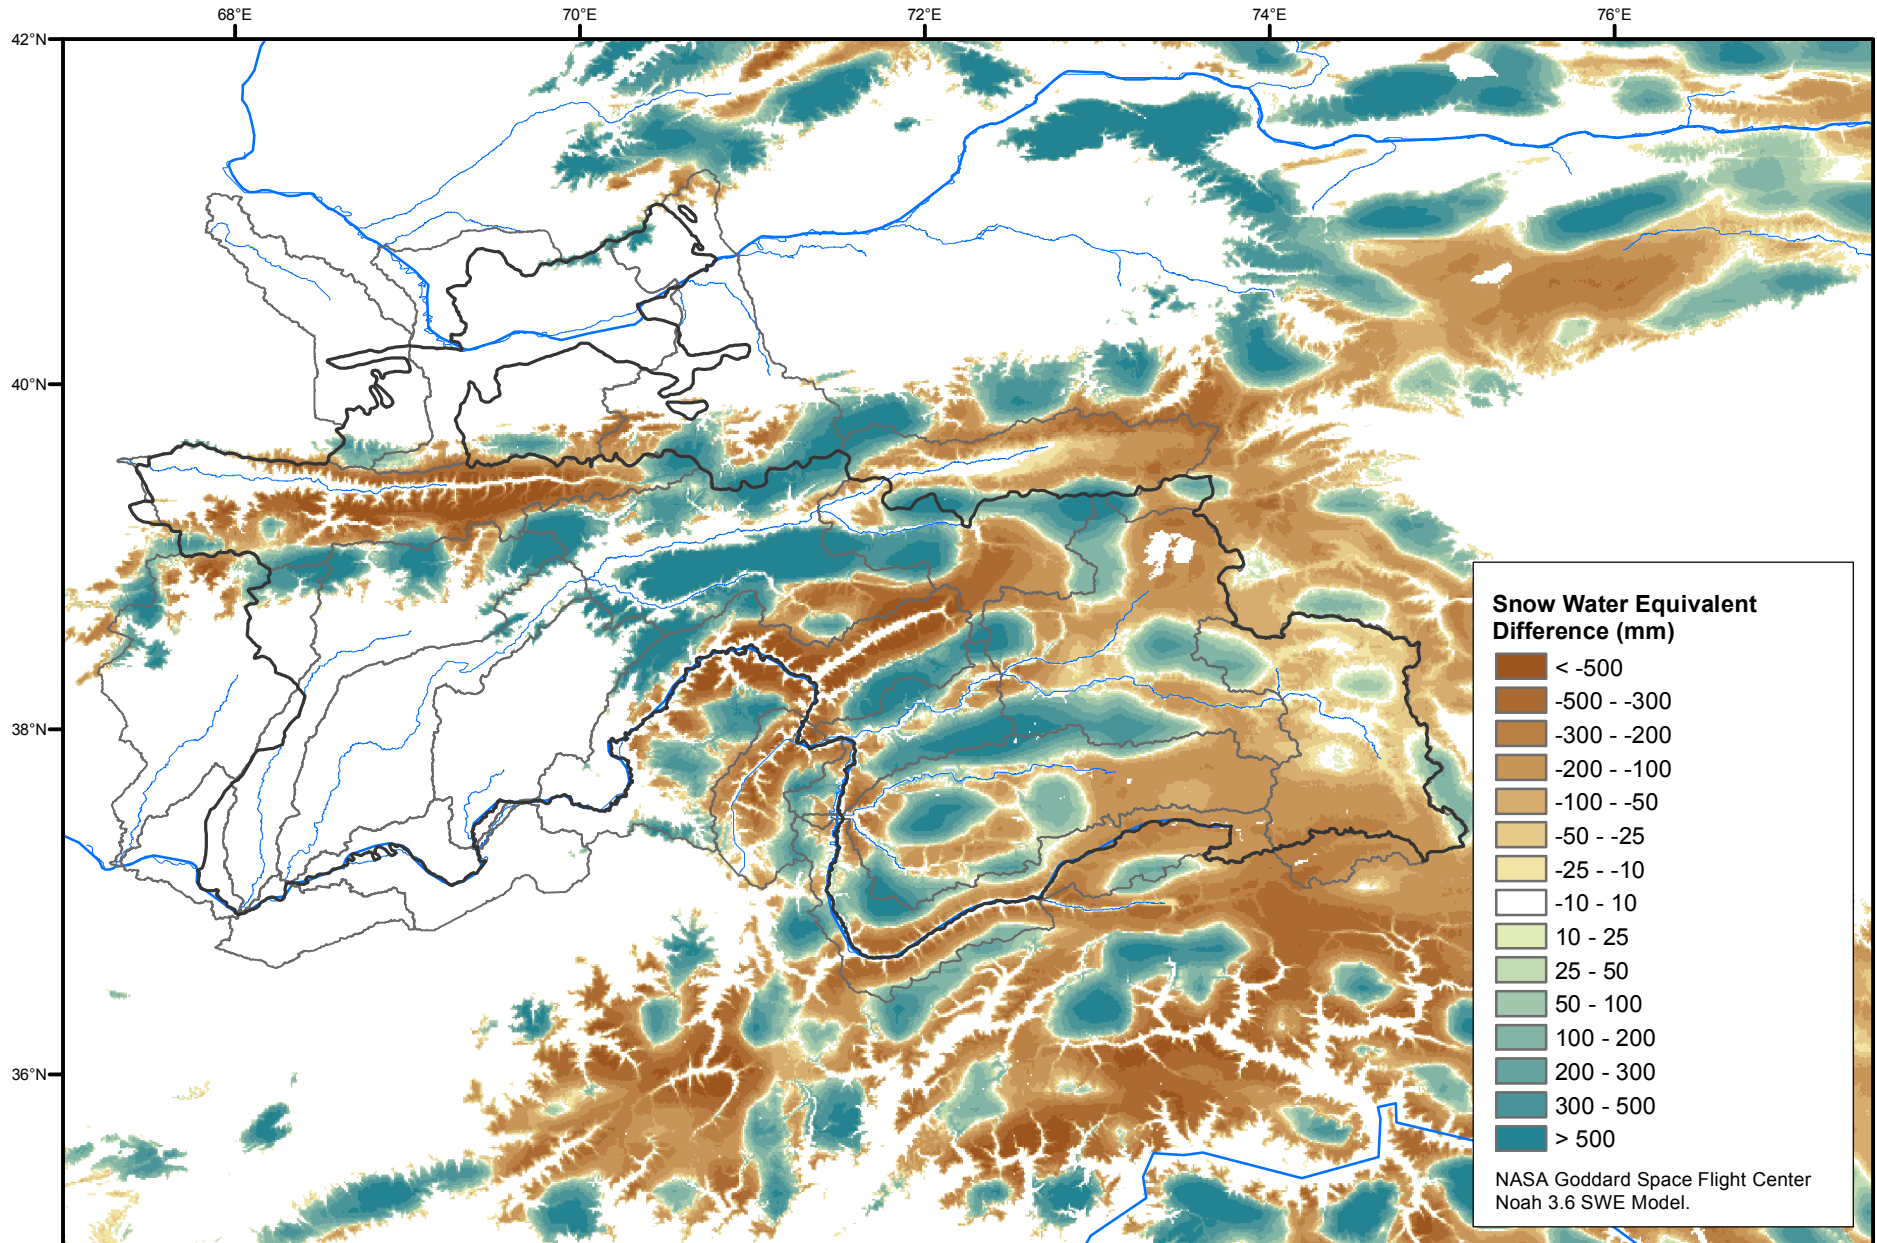 68°E 70°E 72°E 74°E 76°E
42°N
40°N
38°N
36°N
Snow Water Equivalent
Difference (mm)
< -500
-500 - -300
-300 - -200
-200 - -100
-100 - -50
-50 - -25
-25 - -10
-10 - 10
10 - 25
25 - 50
50 - 100
100 - 200
200 - 300
300 - 500
> 500
NASA Goddard Space Flight Center
Noah 3.6 SWE Model.